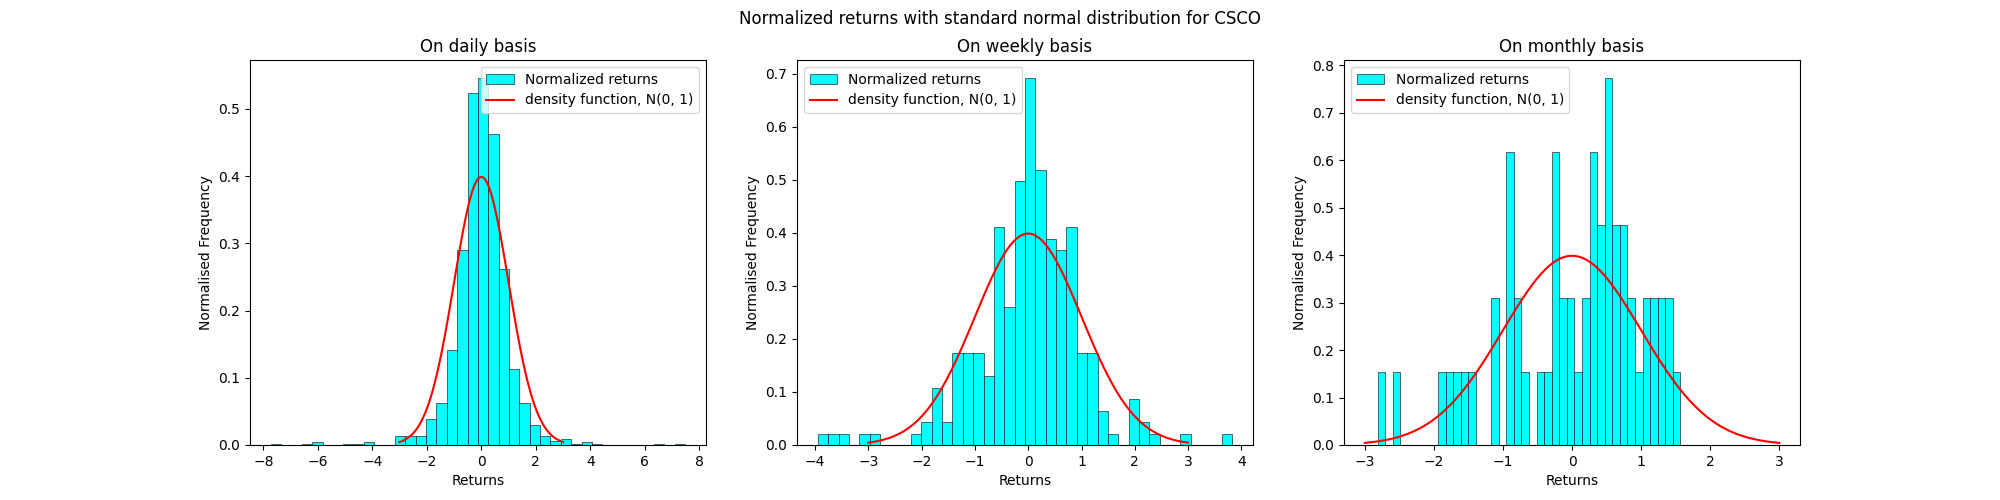 Normalized returns with standard normal distribution for CSCO
On daily basis
Normalized returns
density function, N(0, 1)
Normalised Frequency
0.5
0.4
0.3
0.2
0.1
0.0
−8 −6 −4 −2 0 2 4 6 8
Returns
On weekly basis
Normalized returns
density function, N(0, 1)
Normalised Frequency
0.7
0.6
0.5
0.4
0.3
0.2
0.1
0.0
−4 −3 −2 −1 0 1 2 3 4
Returns
On monthly basis
Normalized returns
density function, N(0, 1)
Normalised Frequency
0.8
0.7
0.6
0.5
0.4
0.3
0.2
0.1
0.0
−3 −2 −1 0 1 2 3
Returns